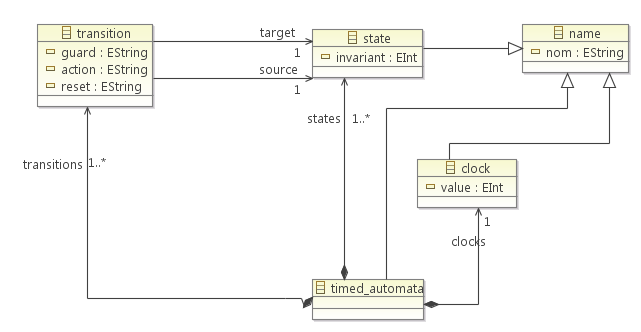 transition
guard : EString
action : EString
reset : EString
target
1
source
1
state
invariant : EInt
name
nom : EString
states
1..*
transitions
1..*
clock
value : EInt
1
clocks
timed_automata